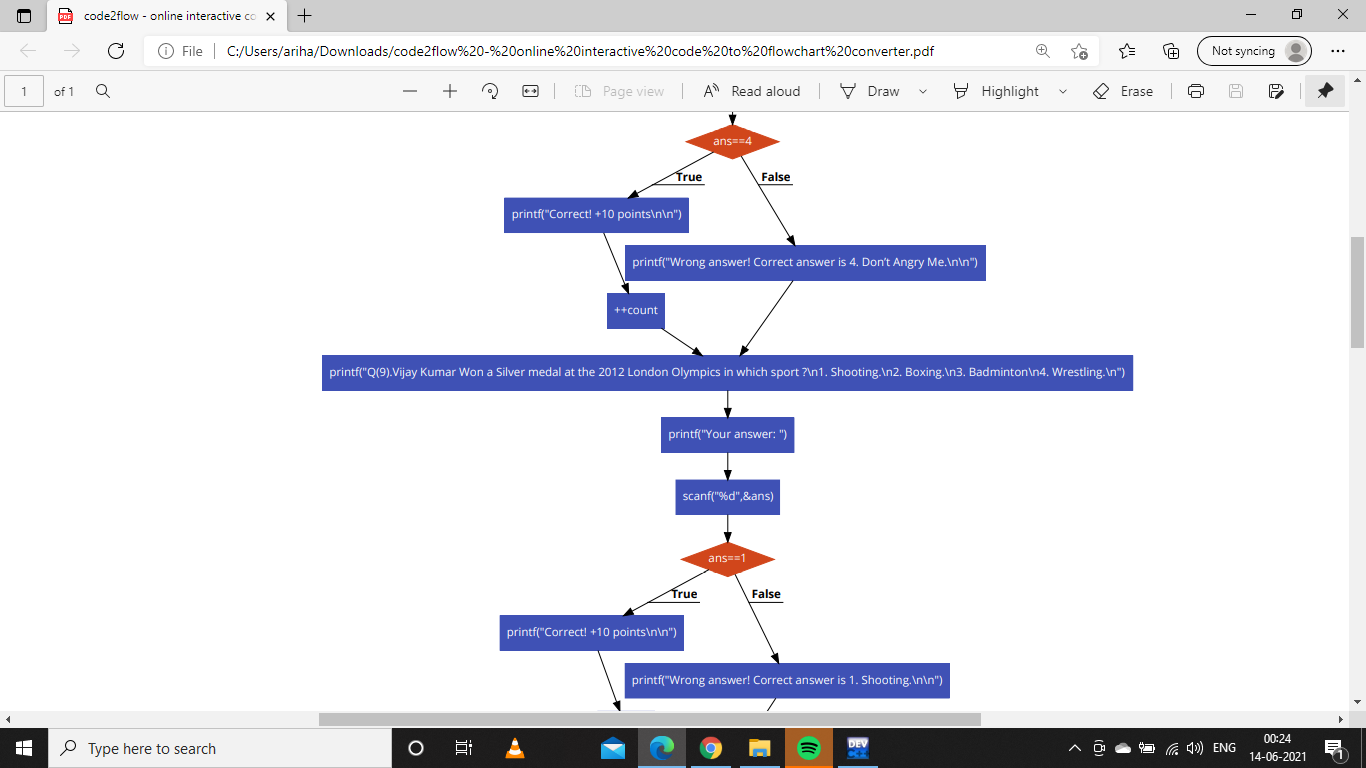 code2flow - online interactive co
File
C:/Users/ariha/Downloads/code2flow%20-%20online%20interactive%20code%20to%20flowchart%20converter.pdf
Not syncing
1 of 1
Page view
Read aloud
Draw
Highlight
Erase
ans==4
True
False
printf("Correct! +10 points\n\n")
printf("Wrong answer! Correct answer is 4. Don’t Angry Me.\n\n")
++count
printf("Q(9).Vijay Kumar Won a Silver medal at the 2012 London Olympics in which sport ?\n1. Shooting.\n2. Boxing.\n3. Badminton\n4. Wrestling.\n")
printf("Your answer: ")
scanf("%d",&ans)
ans==1
True
False
printf("Correct! +10 points\n\n")
printf("Wrong answer! Correct answer is 1. Shooting.\n\n")
Type here to search
DEV
ENG
00:24
14-06-2021
1